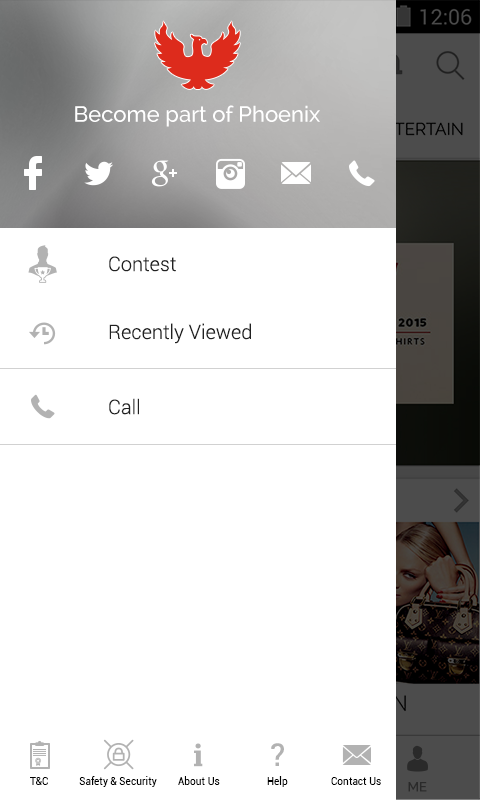 12:06
Become part of Phoenix
TERTAIN
Contest
2015
HIRTS
Recently Viewed
Call
N
ME
T&C
Safety & Security
About Us
Help
Contact Us